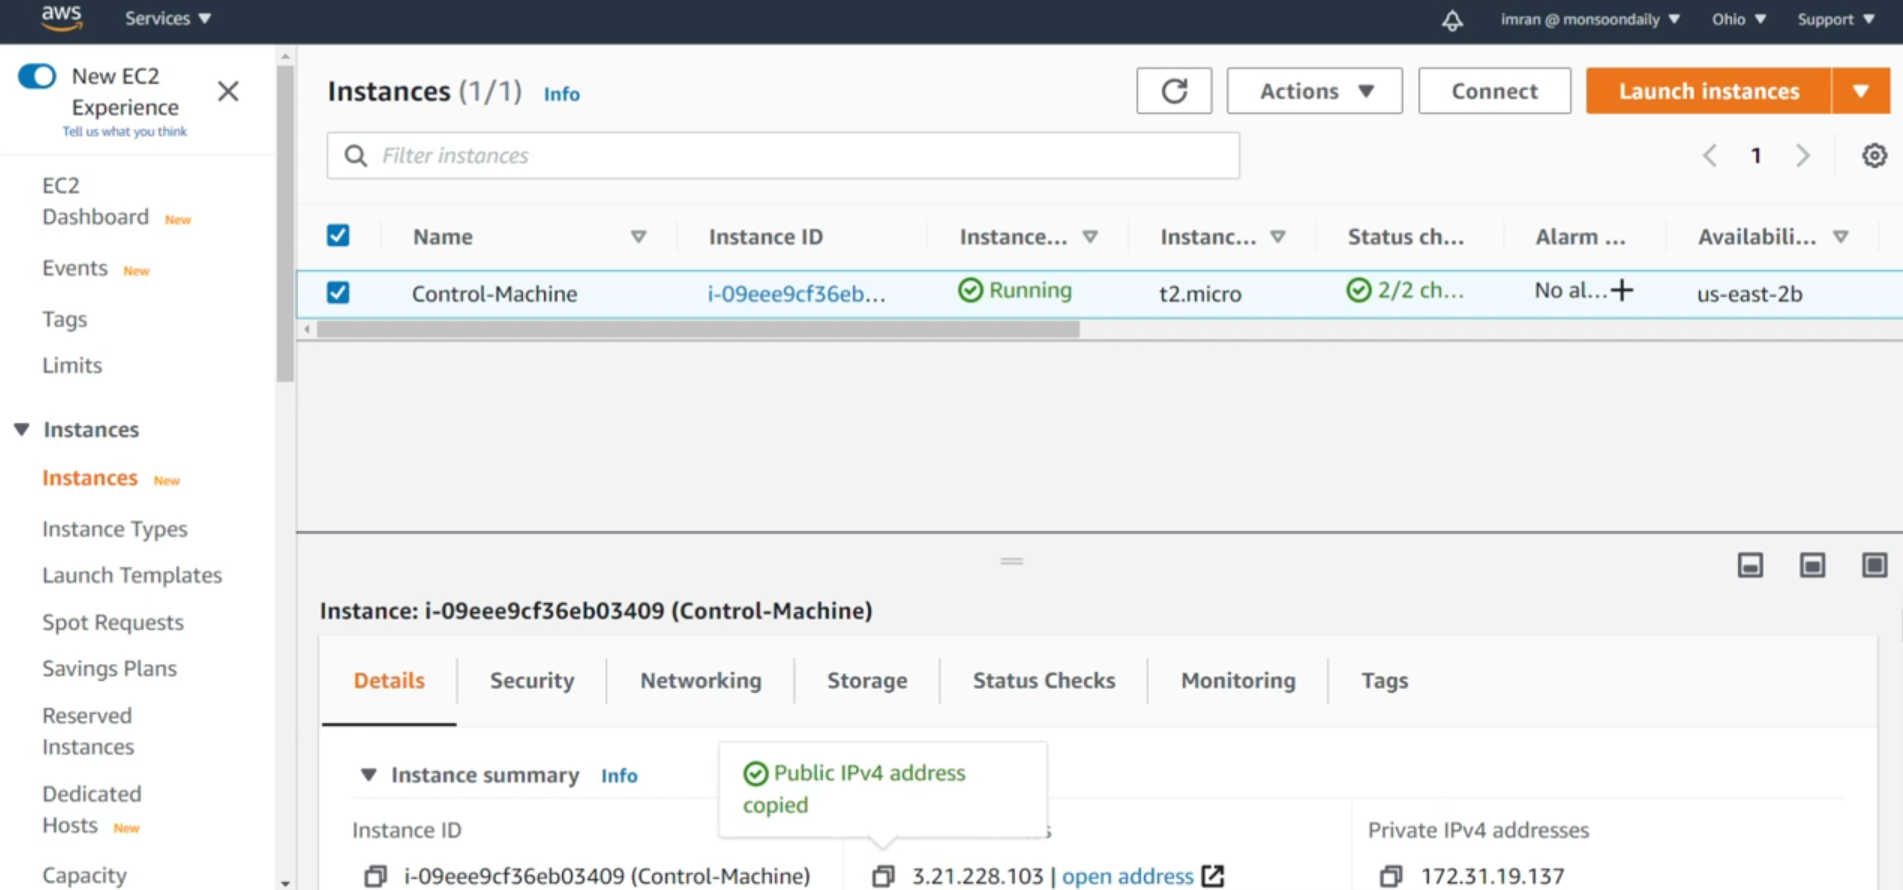 aws Services imran @ monsoondaily Ohio Support
New EC2
Experience
Tell us what you think
EC2
Dashboard New
Events New
Tags
Limits
Instances
Instances New
Instance Types
Launch Templates
Spot Requests
Savings Plans
Reserved
Instances
Dedicated
Hosts New
Capacity
Instances (1/1) Info Actions Connect Launch instances
Filter instances
1
Name Instance ID Instance... Instanc... Status ch... Alarm ... Availabili...
Control-Machine i-09eee9cf36eb... Running t2.micro 2/2 ch... No al... us-east-2b
Instance: i-09eee9cf36eb03409 (Control-Machine)
Details Security Networking Storage Status Checks Monitoring Tags
Instance summary Info
Public IPv4 address
copied
Instance ID s Private IPv4 addresses
i-09eee9cf36eb03409 (Control-Machine) 3.21.228.103 | open address 172.31.19.137